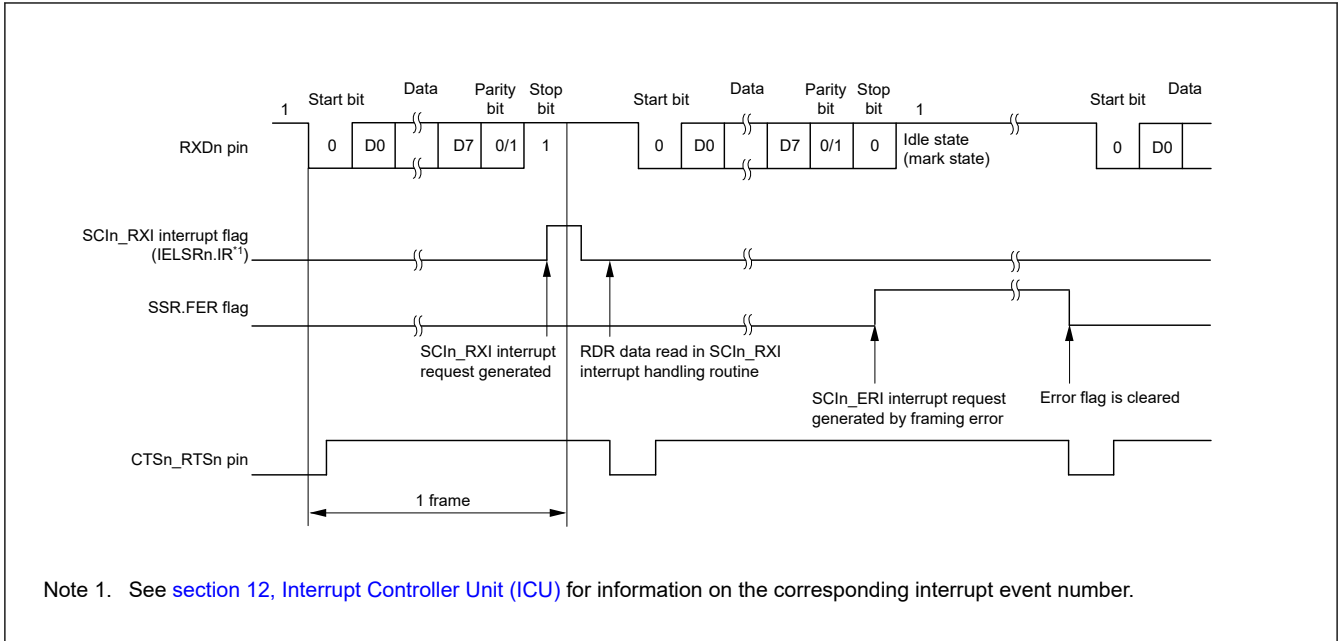 Start bit Data Parity bit Stop bit Start bit Data Parity bit Stop bit 1 Start bit Data
1
RXDn pin 0 D0 D7 0/1 1 0 D0 D7 0/1 0 Idle state (mark state) 0 D0
SCIn_RXI interrupt flag
(IELSRn.IR*1)
SSR.FER flag
SCIn_RXI interrupt
request generated
RDR data read in SCIn_RXI
interrupt handling routine
SCIn_ERI interrupt request
generated by framing error
Error flag is cleared
CTSn_RTSn pin
1 frame
Note 1. See section 12, Interrupt Controller Unit (ICU) for information on the corresponding interrupt event number.